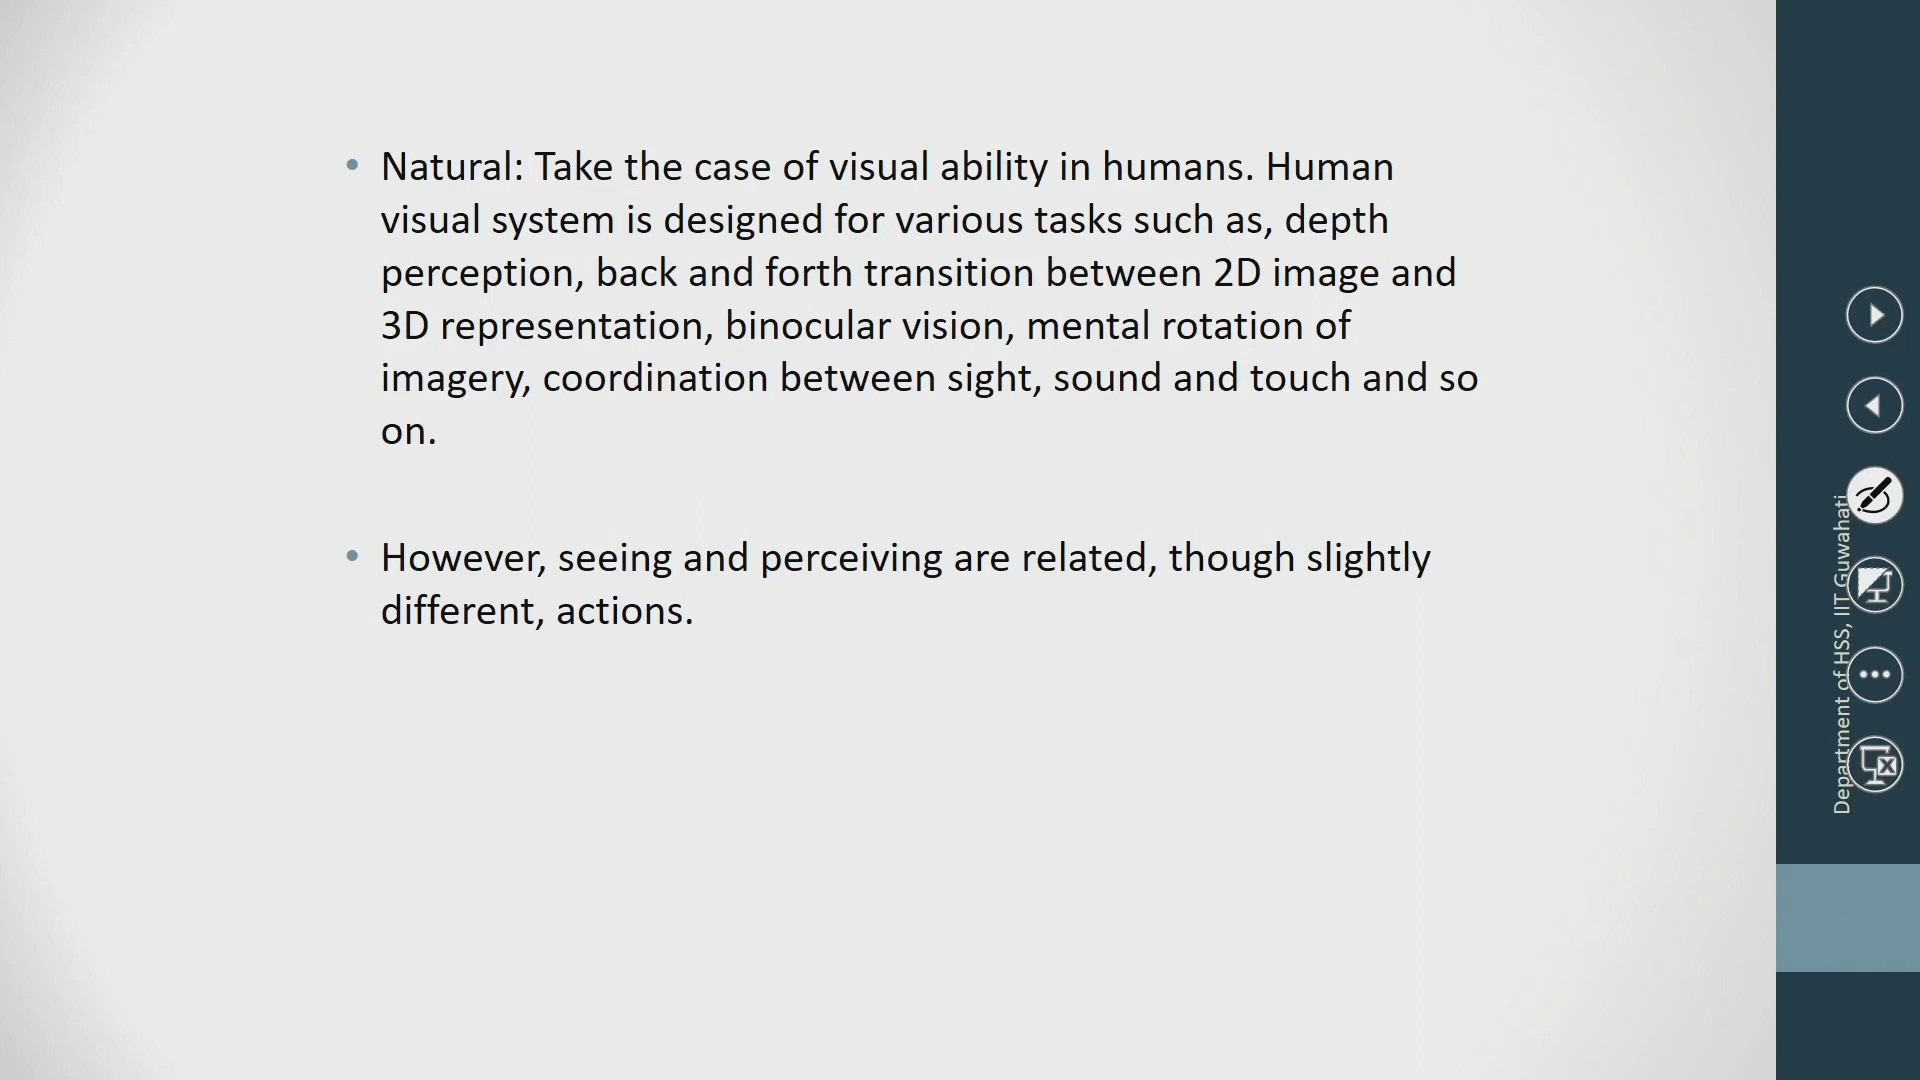 • Natural: Take the case of visual ability in humans. Human
visual system is designed for various tasks such as, depth
perception, back and forth transition between 2D image and
3D representation, binocular vision, mental rotation of
imagery, coordination between sight, sound and touch and so
on.
• However, seeing and perceiving are related, though slightly
different, actions.
Department of HSS, IIT Guwahati